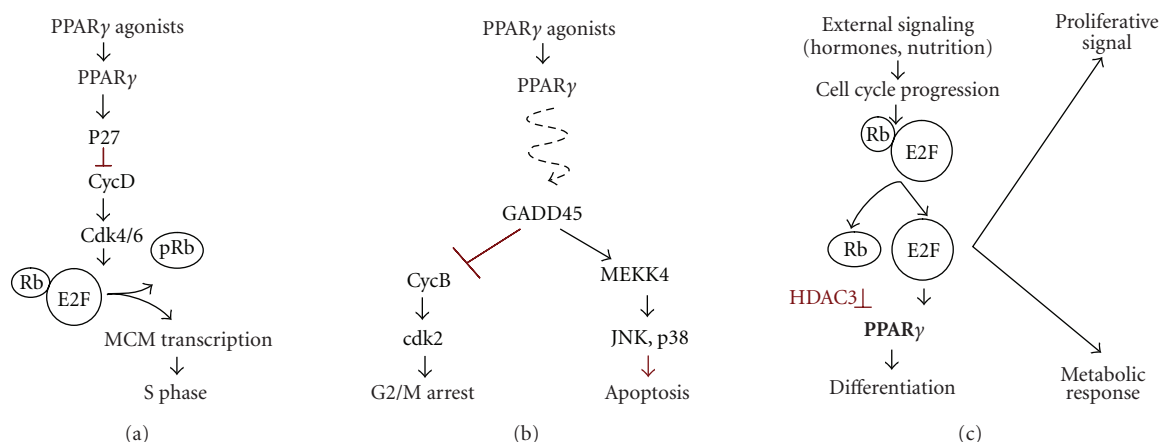 PPARγ agonists
PPARγ
P27
CycD
Cdk4/6
pRb
Rb
E2F
MCM transcription
S phase
(a)
PPARγ agonists
PPARγ
GADD45
CycB
MEKK4
cdk2
JNK, p38
G2/M arrest
Apoptosis
(b)
External signaling
(hormones, nutrition)
Cell cycle progression
Rb
E2F
Rb
E2F
HDAC3
PPARγ
Differentiation
Proliferative
signal
Metabolic
response
(c)